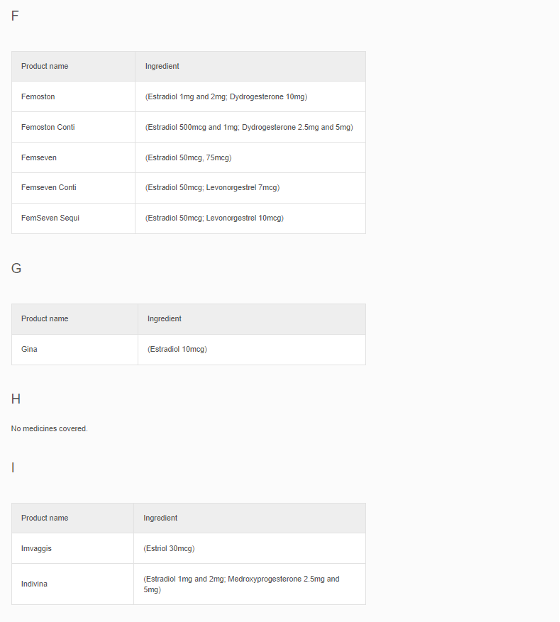 F
Product name Ingredient
Femoston (Estradiol 1mg and 2mg; Dydrogesterone 10mg)
Femoston Conti (Estradiol 500mcg and 1mg; Dydrogesterone 2.5mg and 5mg)
Femseven (Estradiol 50mcg, 75mcg)
Femseven Conti (Estradiol 50mcg; Levonorgestrel 7mcg)
FemSeven Sequi (Estradiol 50mcg; Levonorgestrel 10mcg)
G
Product name Ingredient
Gina (Estradiol 10mcg)
H
No medicines covered.
I
Product name Ingredient
Imvaggis (Estriol 30mcg)
Indivina (Estradiol 1mg and 2mg; Medroxyprogesterone 2.5mg and
5mg)